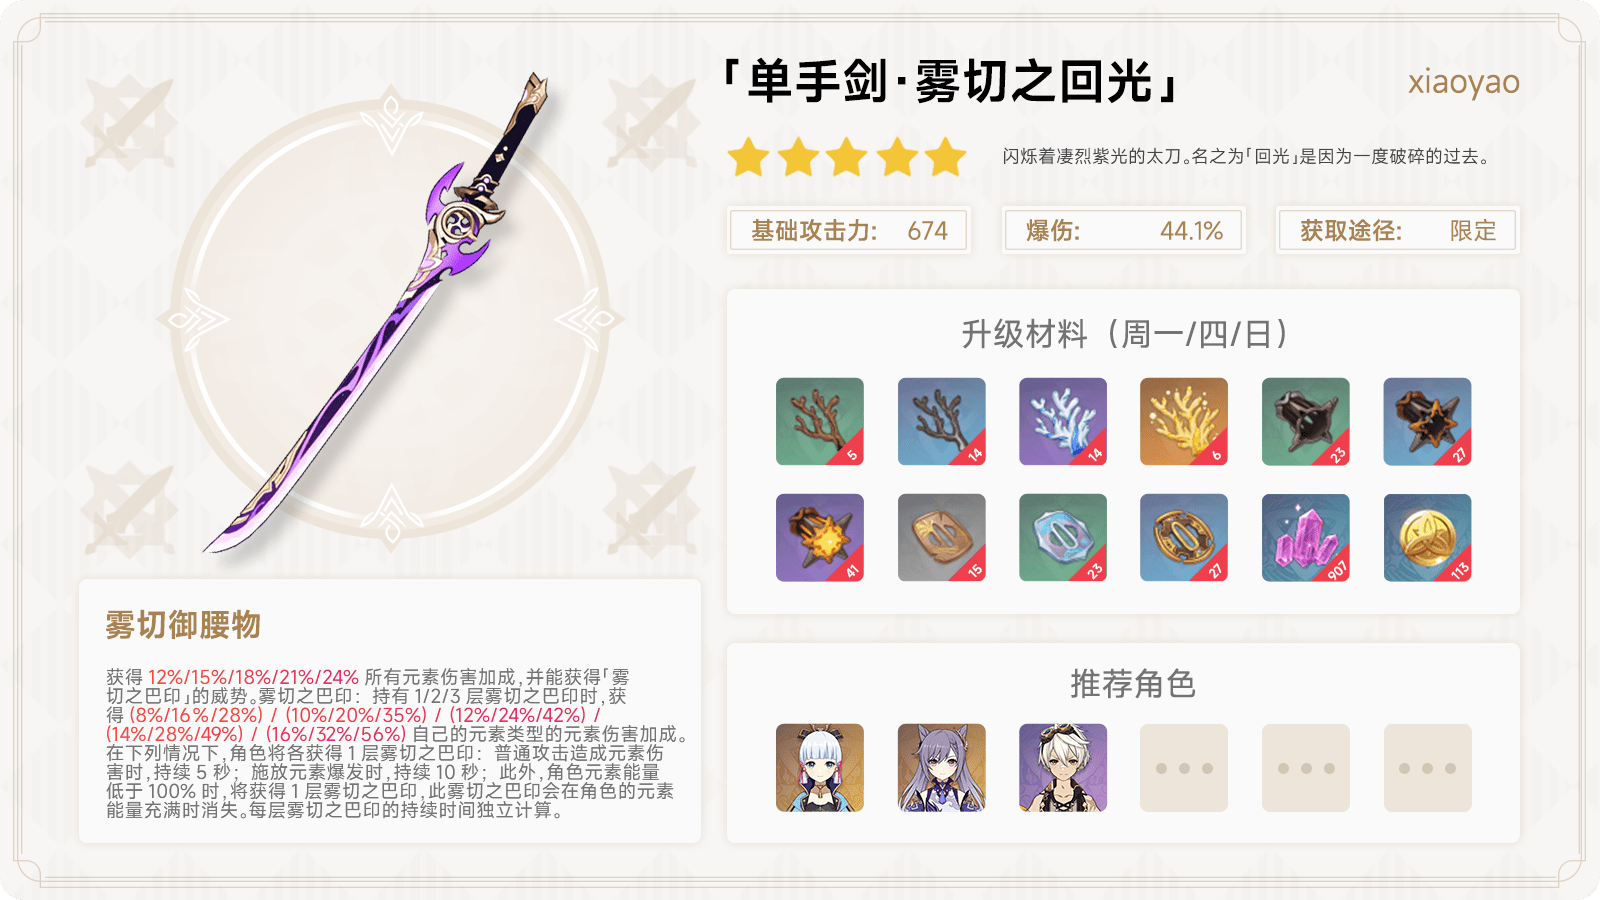 「单手剑·雾切之回光」
xiaoyao
闪烁着凄烈紫光的太刀。名之为「回光」是因为一度破碎的过去。
基础攻击力: 674
爆伤: 44.1%
获取途径: 限定
升级材料（周一/四/日）
5 14 14 6 23 27
41 15 23 27 907 113
雾切御腰物
获得 12%/15%/18%/21%/24% 所有元素伤害加成,并能获得「雾
切之巴印」的威势。雾切之巴印：持有 1/2/3 层雾切之巴印时,获
得 (8%/16%/28%) / (10%/20%/35%) / (12%/24%/42%) /
(14%/28%/49%) / (16%/32%/56%) 自己的元素类型的元素伤害加成。
在下列情况下,角色将各获得 1 层雾切之巴印：普通攻击造成元素伤
害时,持续 5 秒；施放元素爆发时,持续 10 秒；此外,角色元素能量
低于 100% 时,将获得 1 层雾切之巴印,此雾切之巴印会在角色的元素
能量充满时消失。每层雾切之巴印的持续时间独立计算。
推荐角色